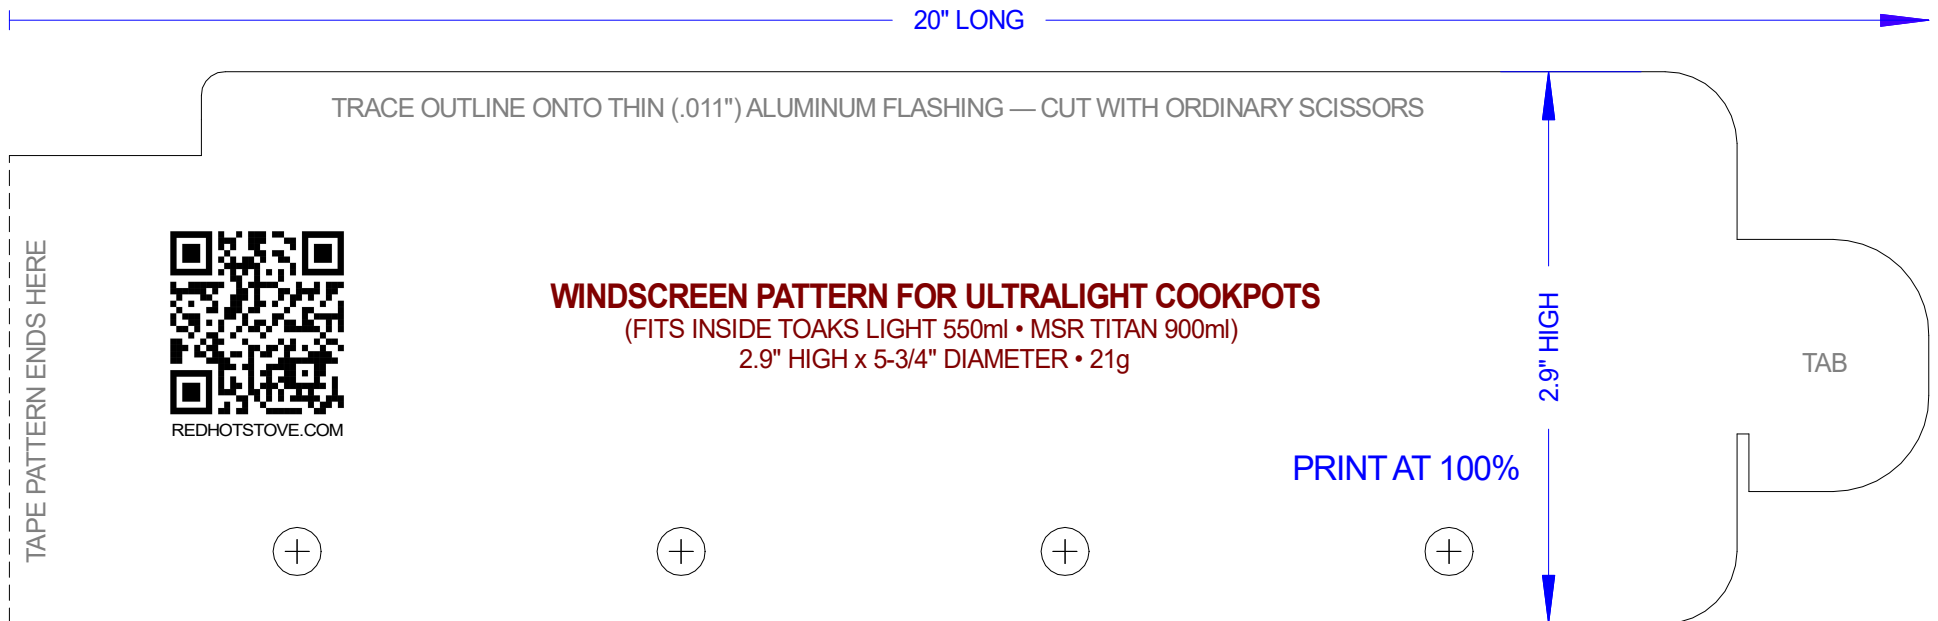 20" LONG
TRACE OUTLINE ONTO THIN (.011") ALUMINUM FLASHING — CUT WITH ORDINARY SCISSORS
TAPE PATTERN ENDS HERE
REDHOTSTOVE.COM
WINDSCREEN PATTERN FOR ULTRALIGHT COOKPOTS
(FITS INSIDE TOAKS LIGHT 550ml • MSR TITAN 900ml)
2.9" HIGH x 5-3/4" DIAMETER • 21g
PRINT AT 100%
2.9" HIGH
TAB